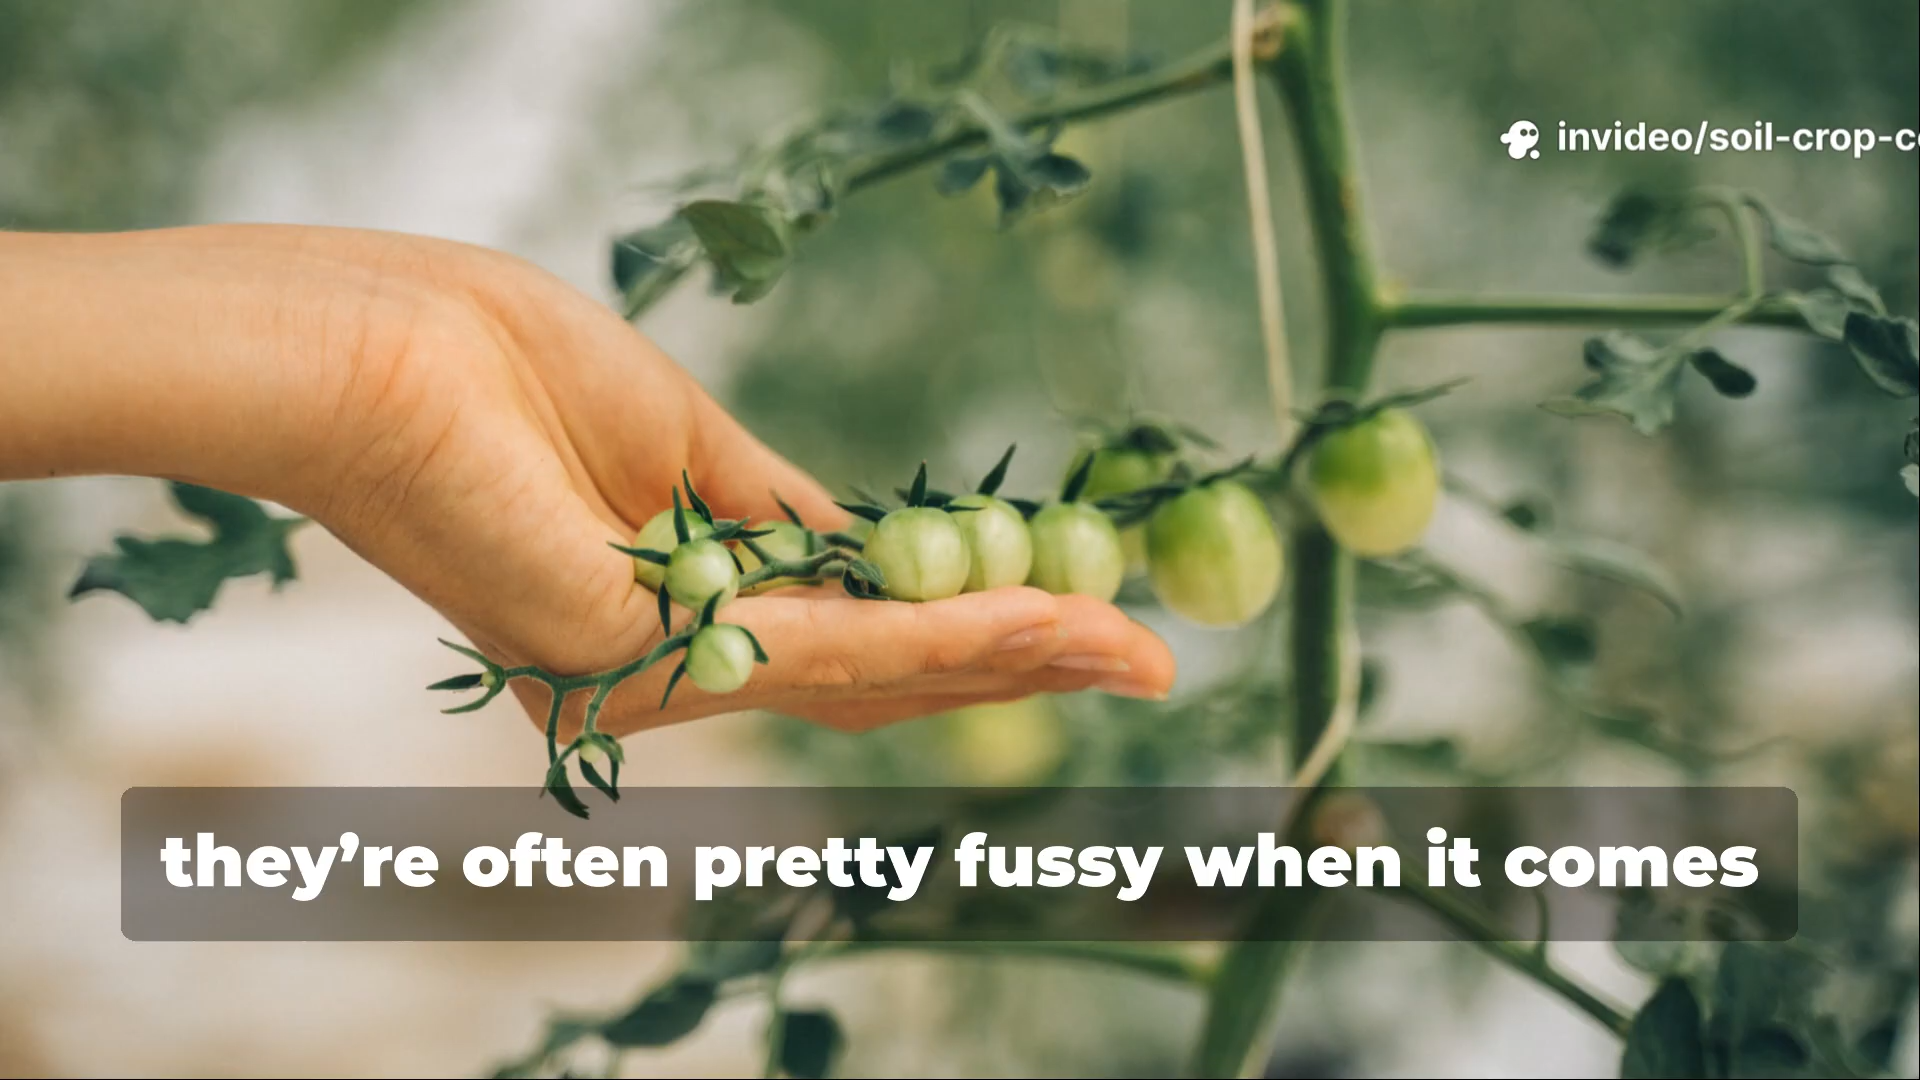 invideo/soil-crop-c
they’re often pretty fussy when it comes